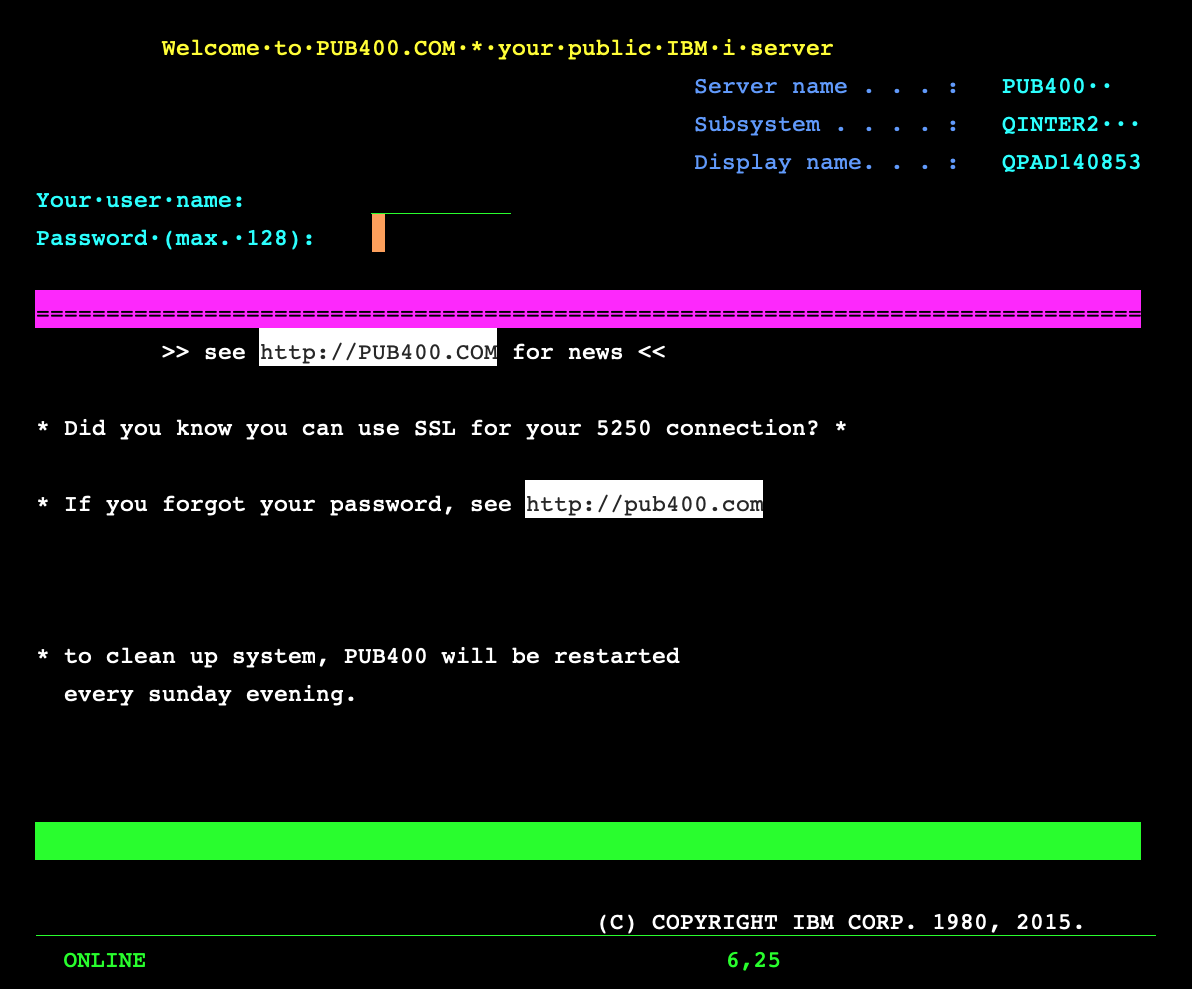 Welcome·to·PUB400.COM·*·your·public·IBM·i·server
Server name . . . : PUB400··
Subsystem . . . . : QINTER2···
Display name. . . : QPAD140853
Your·user·name:
Password·(max.·128):
===============================================================================
>> see http://PUB400.COM for news <<
* Did you know you can use SSL for your 5250 connection? *
* If you forgot your password, see http://pub400.com
* to clean up system, PUB400 will be restarted
every sunday evening.
(C) COPYRIGHT IBM CORP. 1980, 2015.
ONLINE 6,25